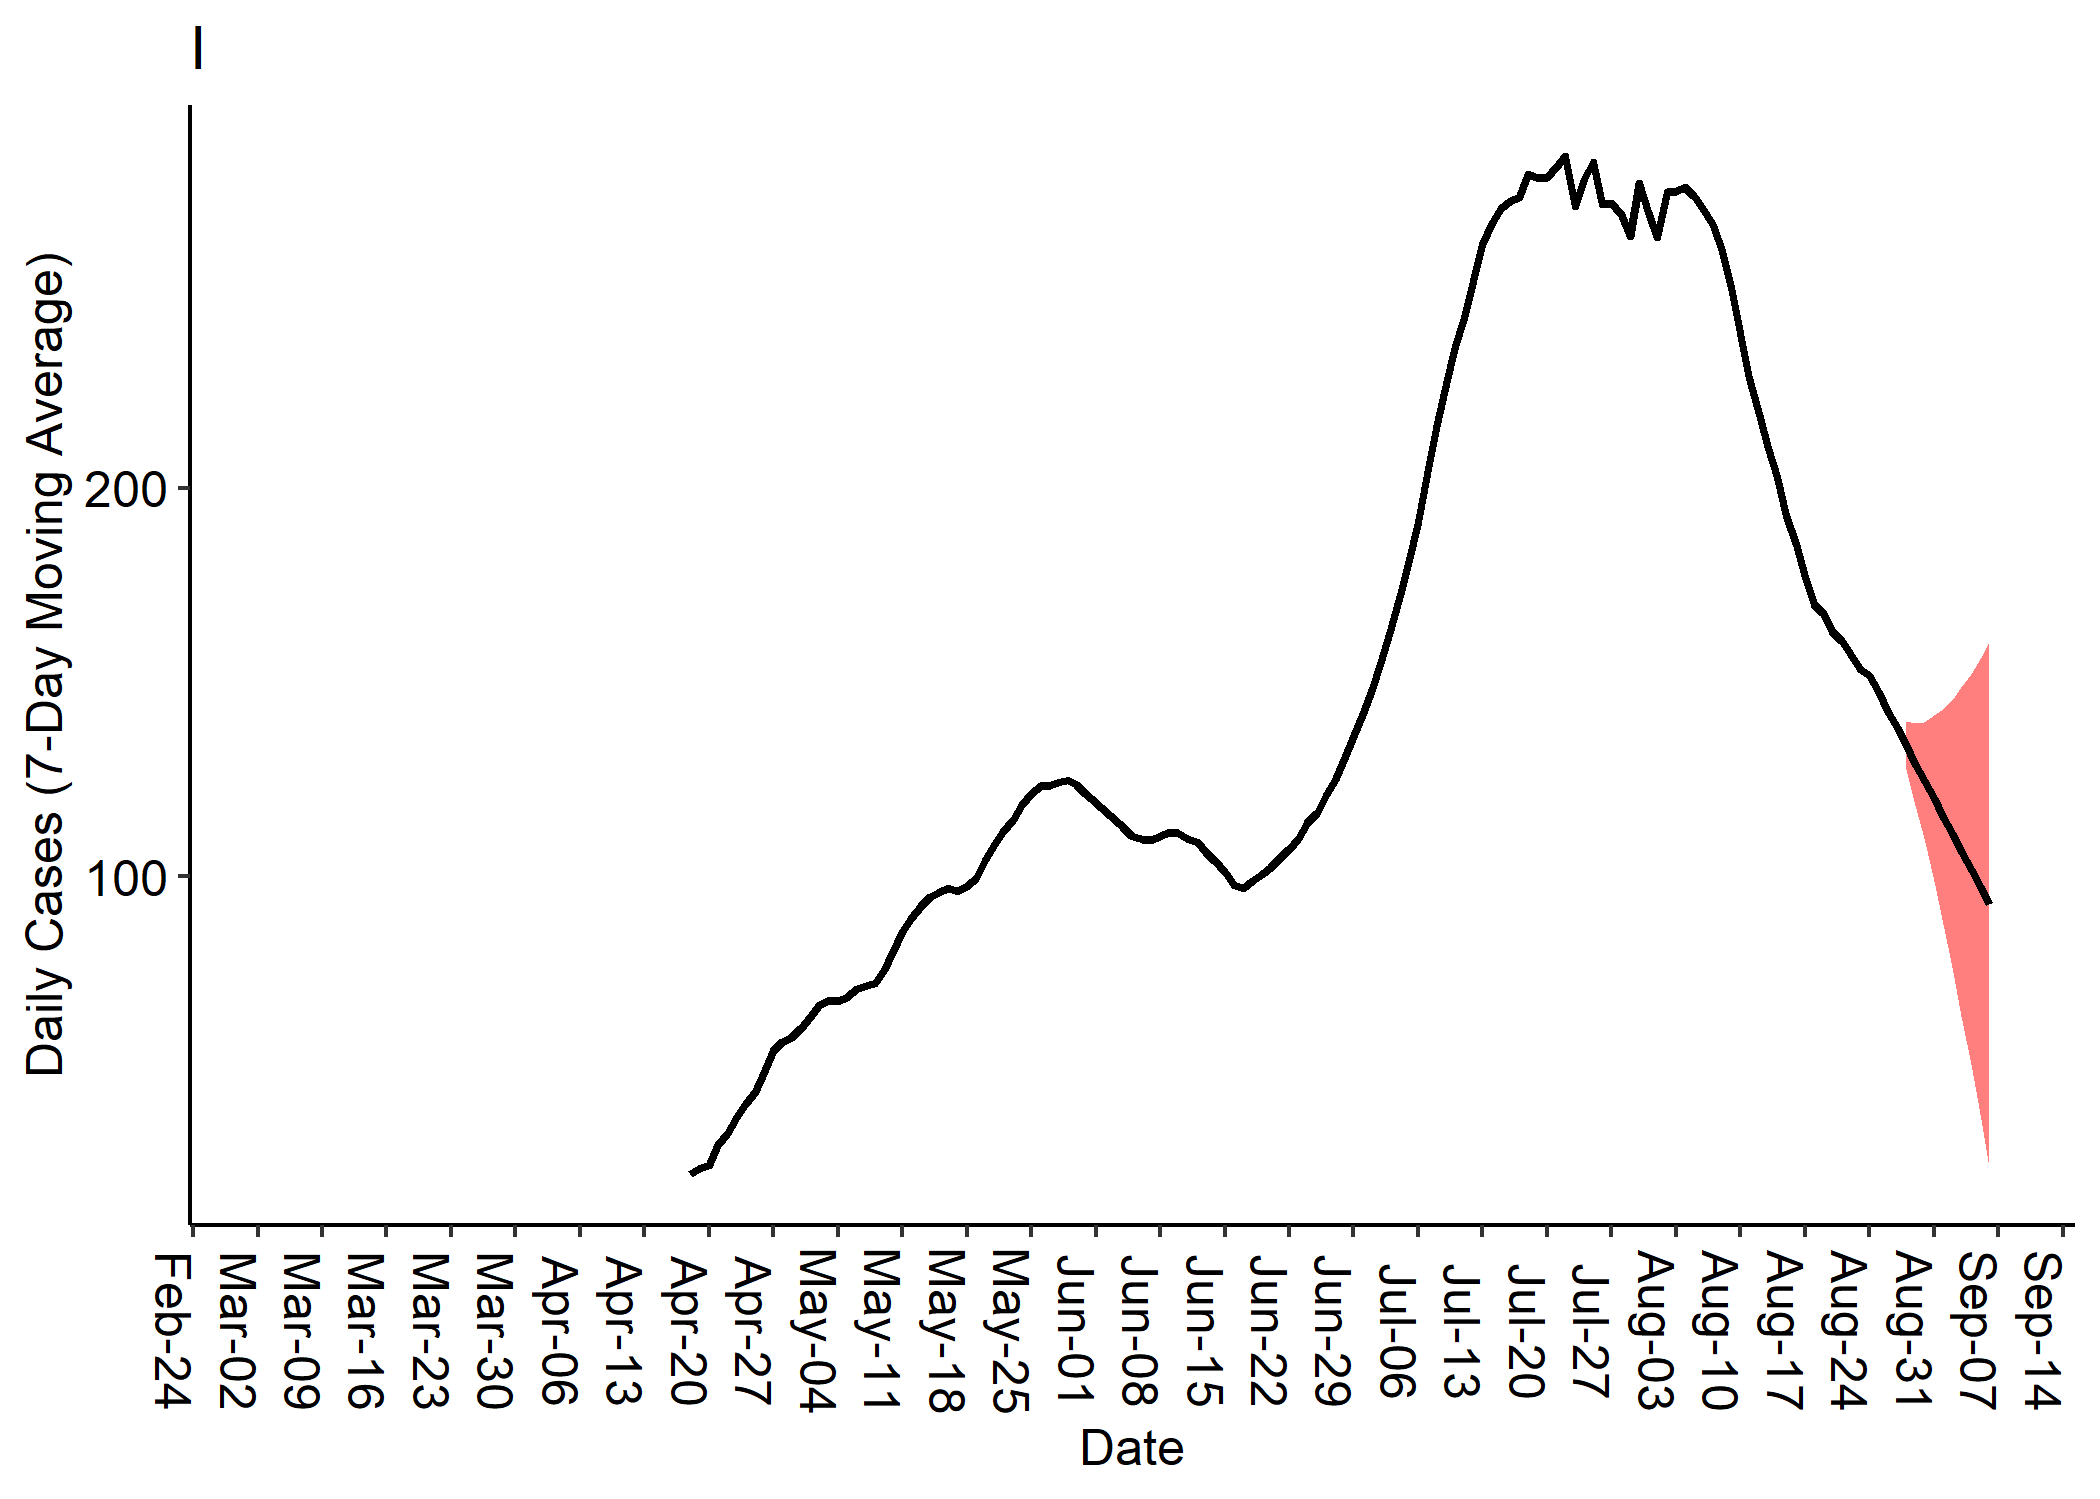 I
Daily Cases (7-Day Moving Average)
200
100
Feb-24
Mar-02
Mar-09
Mar-16
Mar-23
Mar-30
Apr-06
Apr-13
Apr-20
Apr-27
May-04
May-11
May-18
May-25
Jun-01
Jun-08
Jun-15
Jun-22
Jun-29
Jul-06
Jul-13
Jul-20
Jul-27
Aug-03
Aug-10
Aug-17
Aug-24
Aug-31
Sep-07
Sep-14
Date